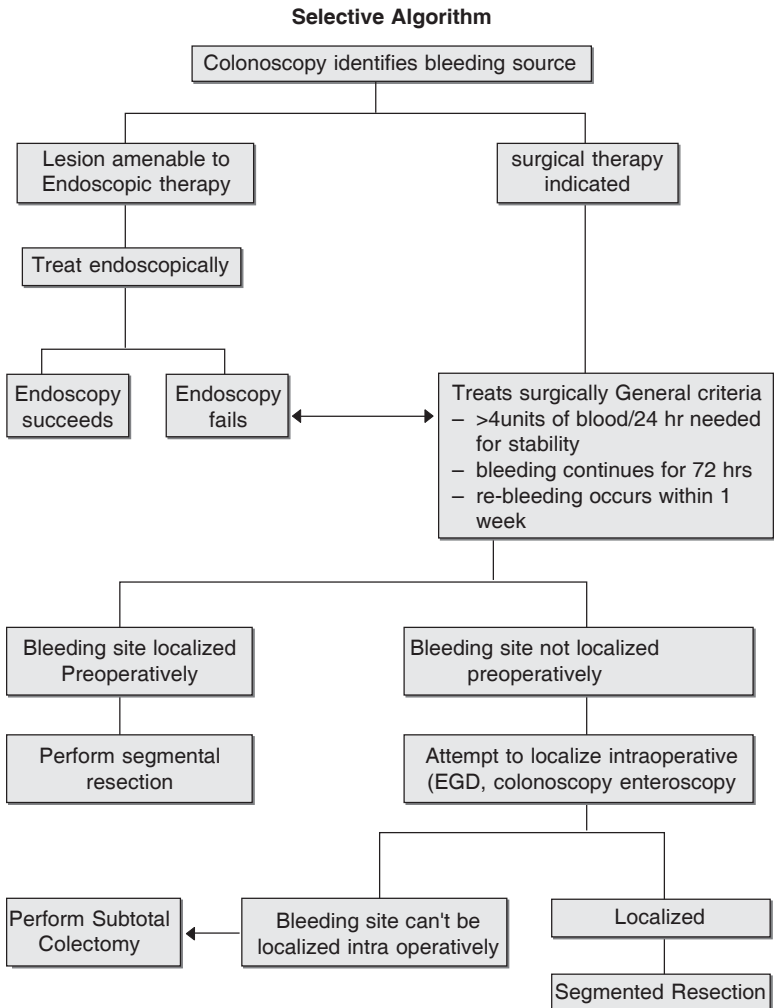 Selective Algorithm
Colonoscopy identifies bleeding source
Lesion amenable to
Endoscopic therapy
surgical therapy
indicated
Treat endoscopically
Endoscopy
succeeds
Endoscopy
fails
Treats surgically General criteria
– >4units of blood/24 hr needed
for stability
– bleeding continues for 72 hrs
– re-bleeding occurs within 1
week
Bleeding site localized
Preoperatively
Bleeding site not localized
preoperatively
Perform segmental
resection
Attempt to localize intraoperative
(EGD, colonoscopy enteroscopy
Perform Subtotal
Colectomy
Bleeding site can't be
localized intra operatively
Localized
Segmented Resection